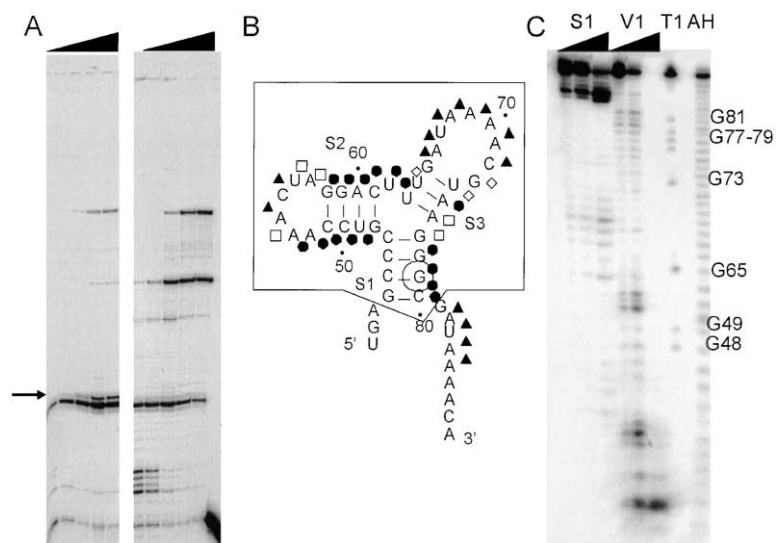 A
B
C
S1 V1 T1 AH
70
S2
60
A C U A G G A C U U U G A U A A A A C G U A
A A C C U G C C C G
S3
50
A G G G C
S1
80
G A U A A A A C A
3'
A
G
U
5'
G81
G77-79
G73
G65
G49
G48